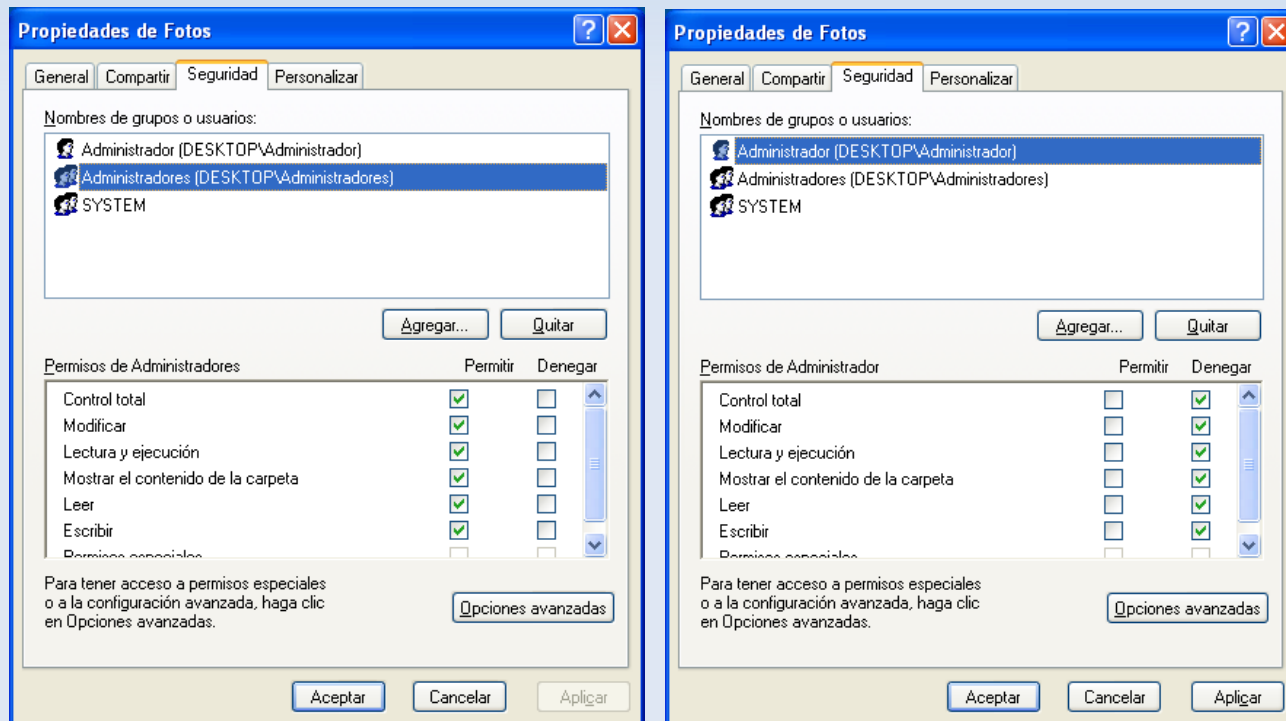 Propiedades de Fotos
General Compartir Seguridad Personalizar
Nombres de grupos o usuarios:
Administrador (DESKTOP\Administrador)
Administradores (DESKTOP\Administradores)
SYSTEM
Agregar... Quitar
Permisos de Administradores Permitir Denegar
Control total
Modificar
Lectura y ejecución
Mostrar el contenido de la carpeta
Leer
Escribir
Permisos especiales
Para tener acceso a permisos especiales
o a la configuración avanzada, haga clic
en Opciones avanzadas.
Opciones avanzadas
Aceptar Cancelar Aplicar
Propiedades de Fotos
General Compartir Seguridad Personalizar
Nombres de grupos o usuarios:
Administrador (DESKTOP\Administrador)
Administradores (DESKTOP\Administradores)
SYSTEM
Agregar... Quitar
Permisos de Administrador Permitir Denegar
Control total
Modificar
Lectura y ejecución
Mostrar el contenido de la carpeta
Leer
Escribir
Permisos especiales
Para tener acceso a permisos especiales
o a la configuración avanzada, haga clic
en Opciones avanzadas.
Opciones avanzadas
Aceptar Cancelar Aplicar